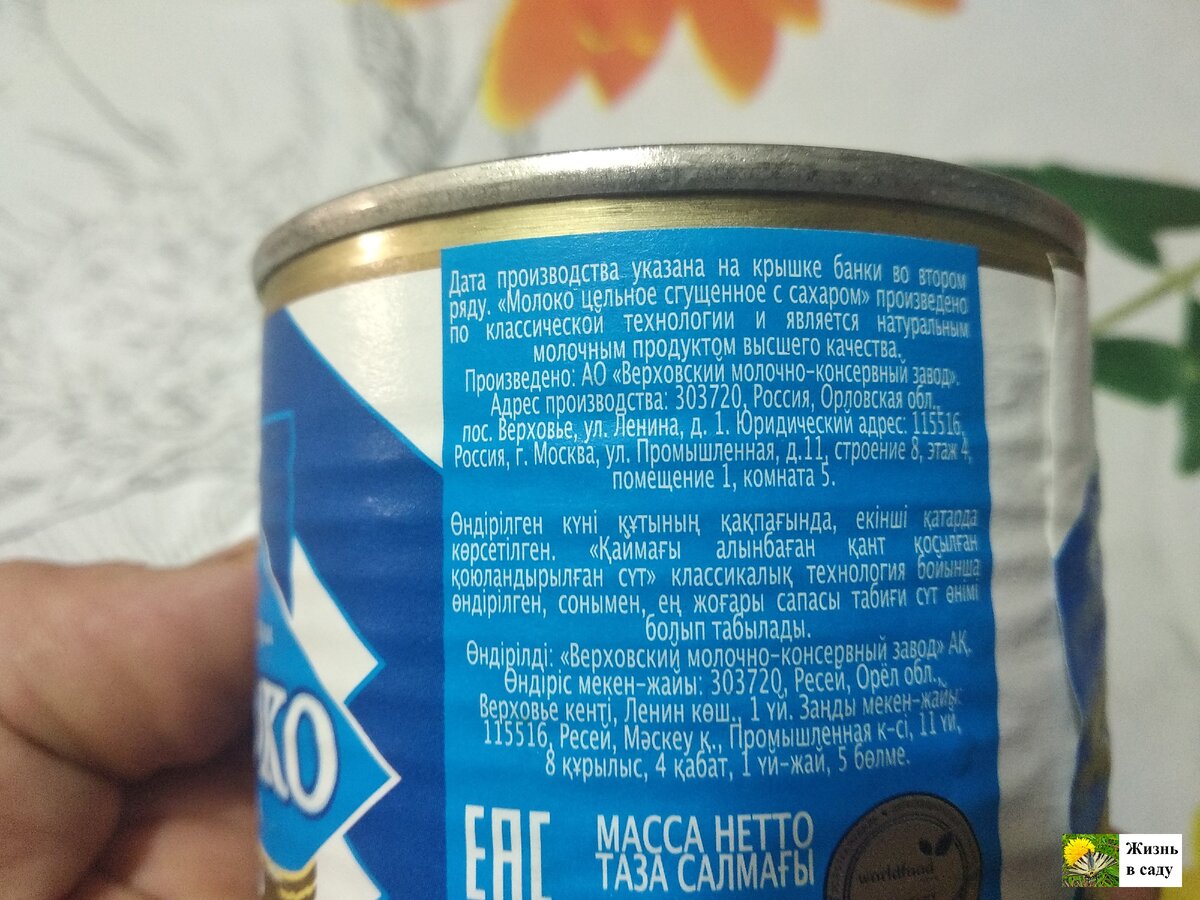 Дата производства указана на крышке банки во втором
ряду. «Молоко цельное сгущенное с сахаром» произведено
по классической технологии и является натуральным
молочным продуктом высшего качества.
Произведено: АО «Верховский молочно-консервный завод».
Адрес производства: 303720, Россия, Орловская обл.,
пос. Верховье, ул. Ленина, д. 1. Юридический адрес: 115516,
Россия, г. Москва, ул. Промышленная, д.11, строение 8, этаж 4,
помещение 1, комната 5.
Өндірілген күні құтының қақпағында, екінші қатарда
көрсетілген. «Қаймағы алынбаған қант қосылған
қоюландырылған сүт» классикалық технология бойынша
өндірілген, сонымен, ең жоғары сапасы табиғи сүт өнімі
болып табылады.
Өндірілді: «Верховский молочно-консервный завод» АҚ.
Өндіріс мекен-жайы: 303720, Ресей, Орёл обл.,
Верховье кенті, Ленин көш., 1 үй. Заңды мекен-жайы:
115516, Ресей, Мәскеу қ., Промышленная к-сі, 11 үй,
8 құрылыс, 4 қабат, 1 үй-жай, 5 бөлме.
ОКО
EAC
МАССА НЕТТО
ТАЗА САЛМАҒЫ
worldfood
Жизнь
в саду